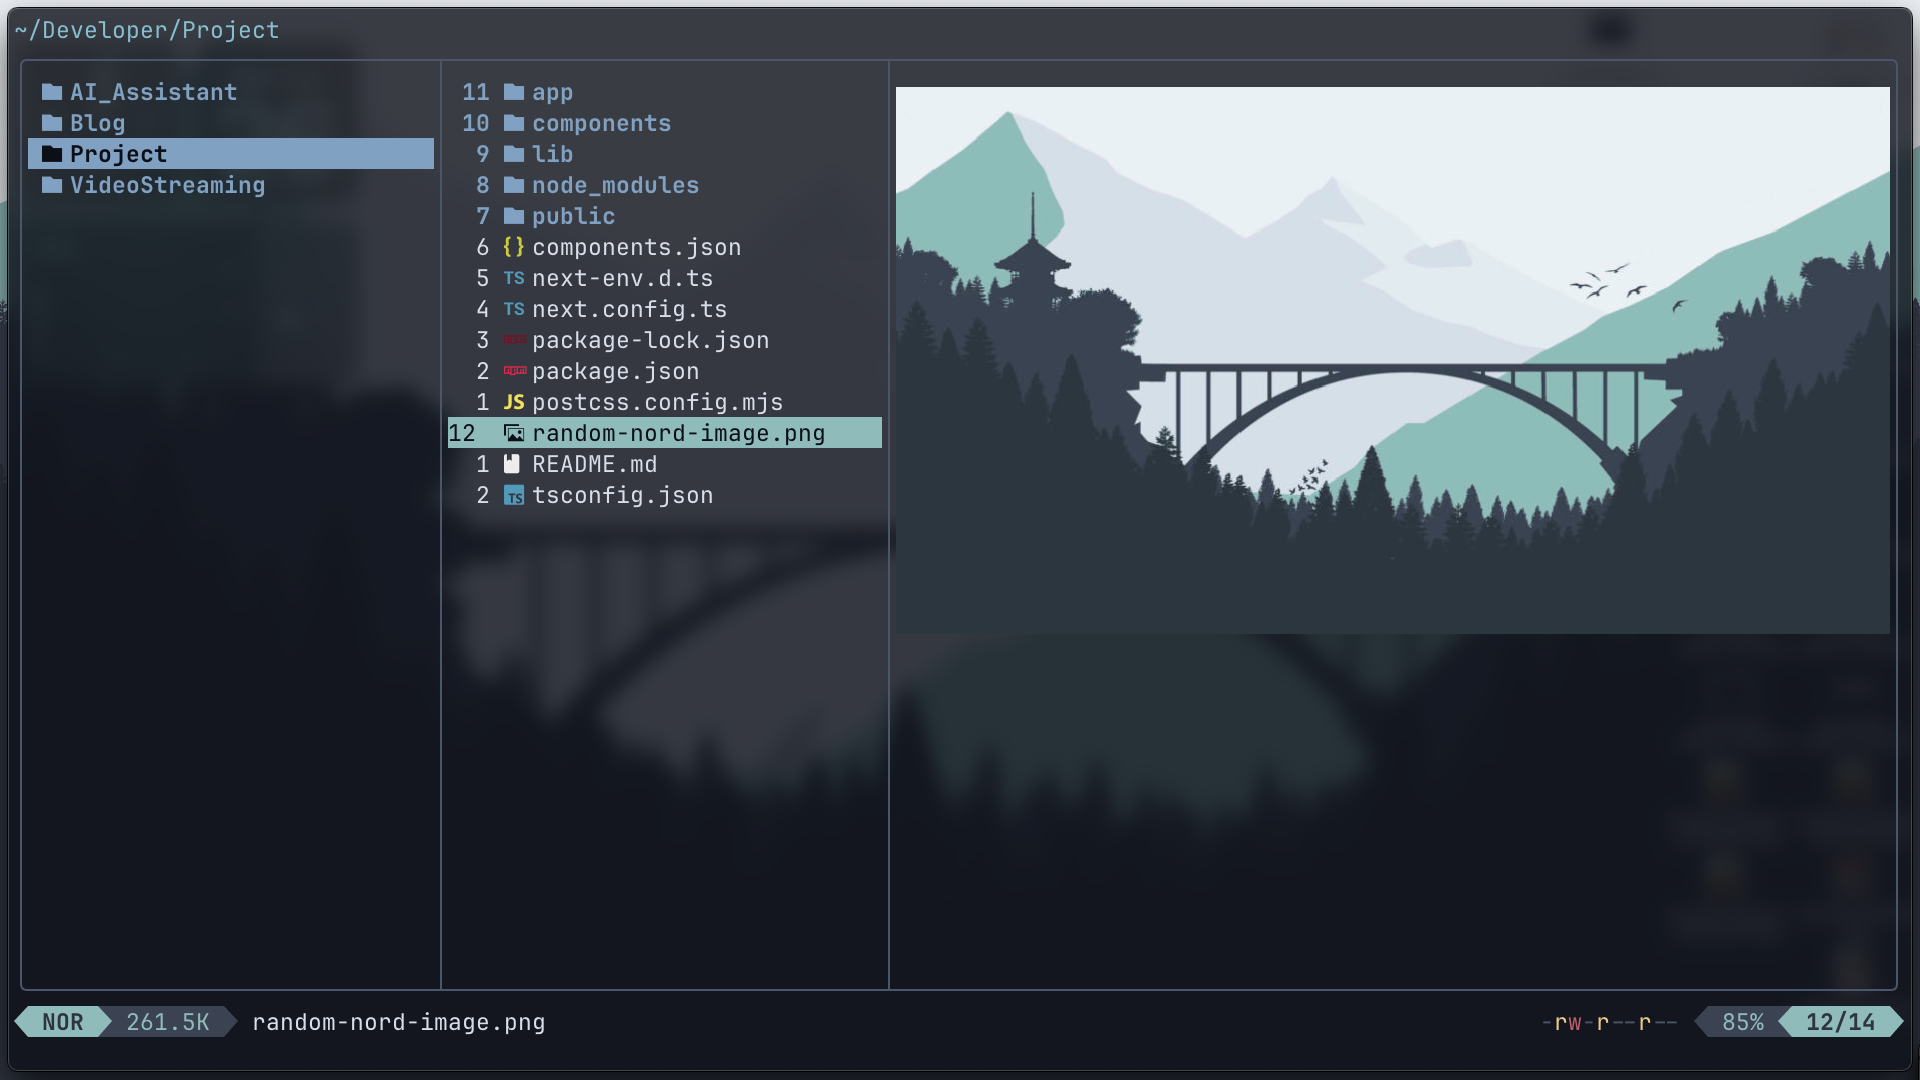 ~/Developer/Project
AI_Assistant
Blog
Project
VideoStreaming
11 app
10 components
9 lib
8 node_modules
7 public
6 {} components.json
5 TS next-env.d.ts
4 TS next.config.ts
3 package-lock.json
2 npm package.json
1 JS postcss.config.mjs
12 random-nord-image.png
1 README.md
2 TS tsconfig.json
NOR 261.5K random-nord-image.png -rw-r--r-- 85% 12/14